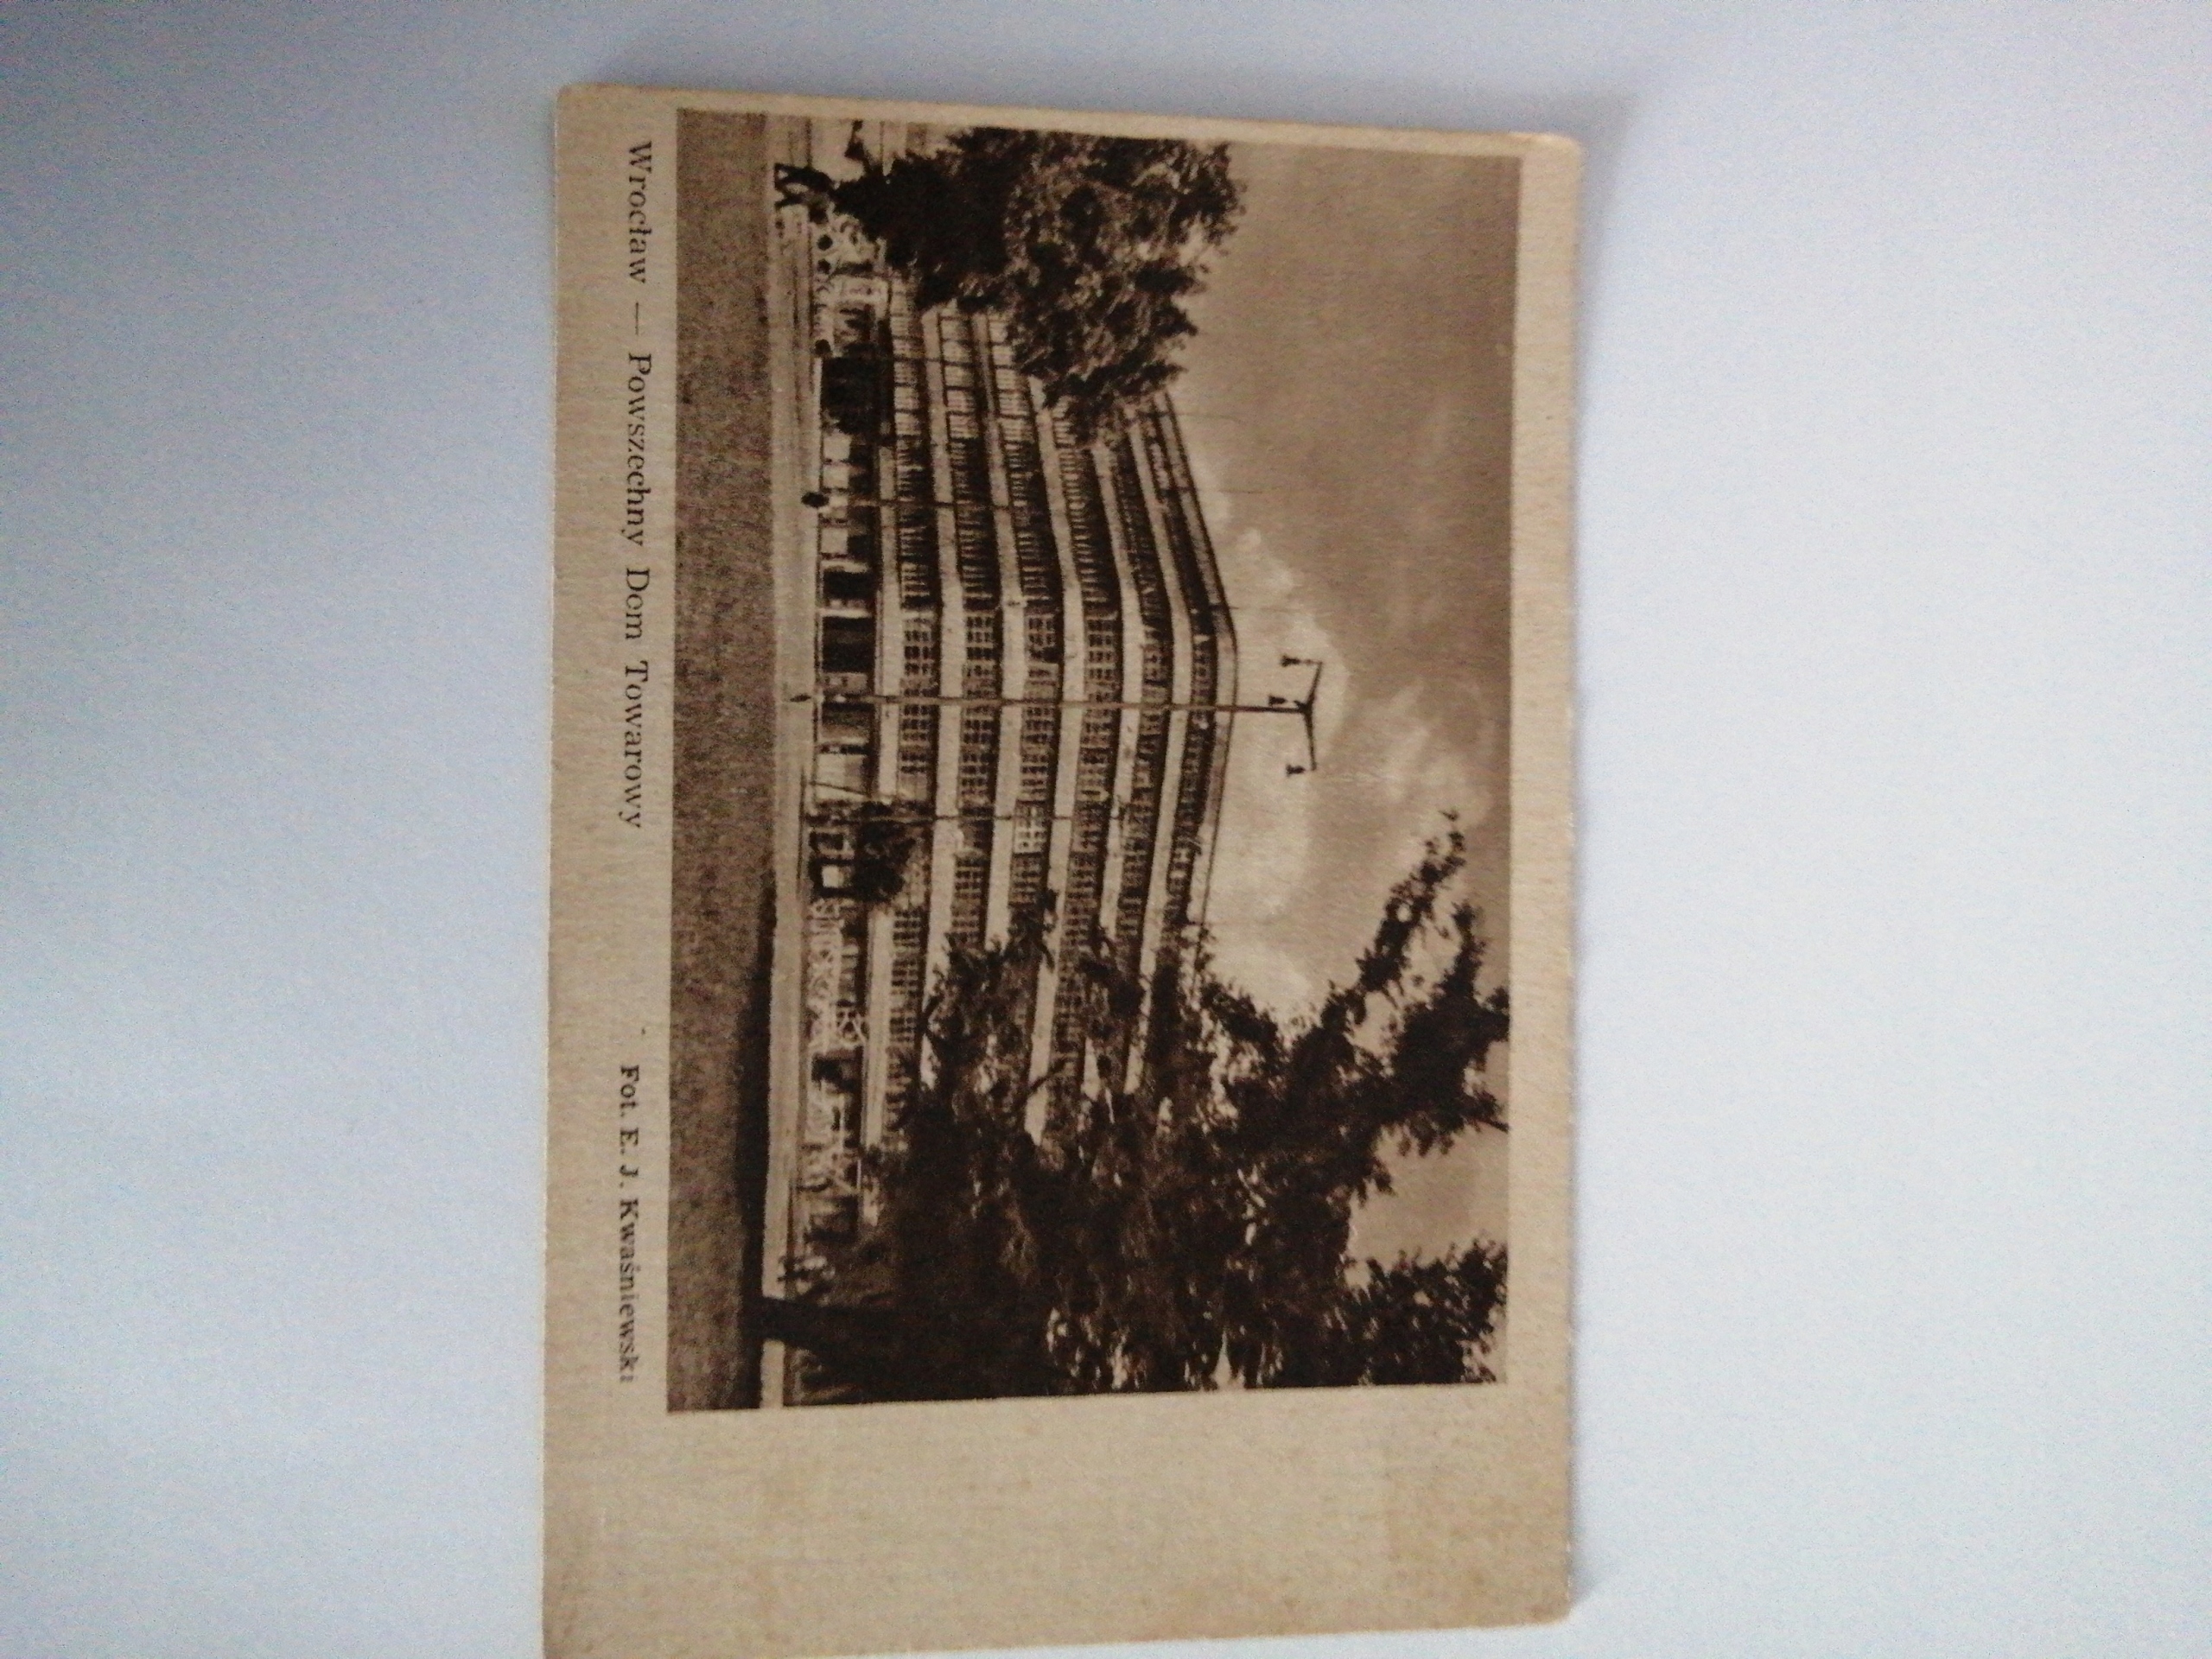 Wrocław — Powszechny Dom Towarowy
Fot. E. J. Kwaśniewski